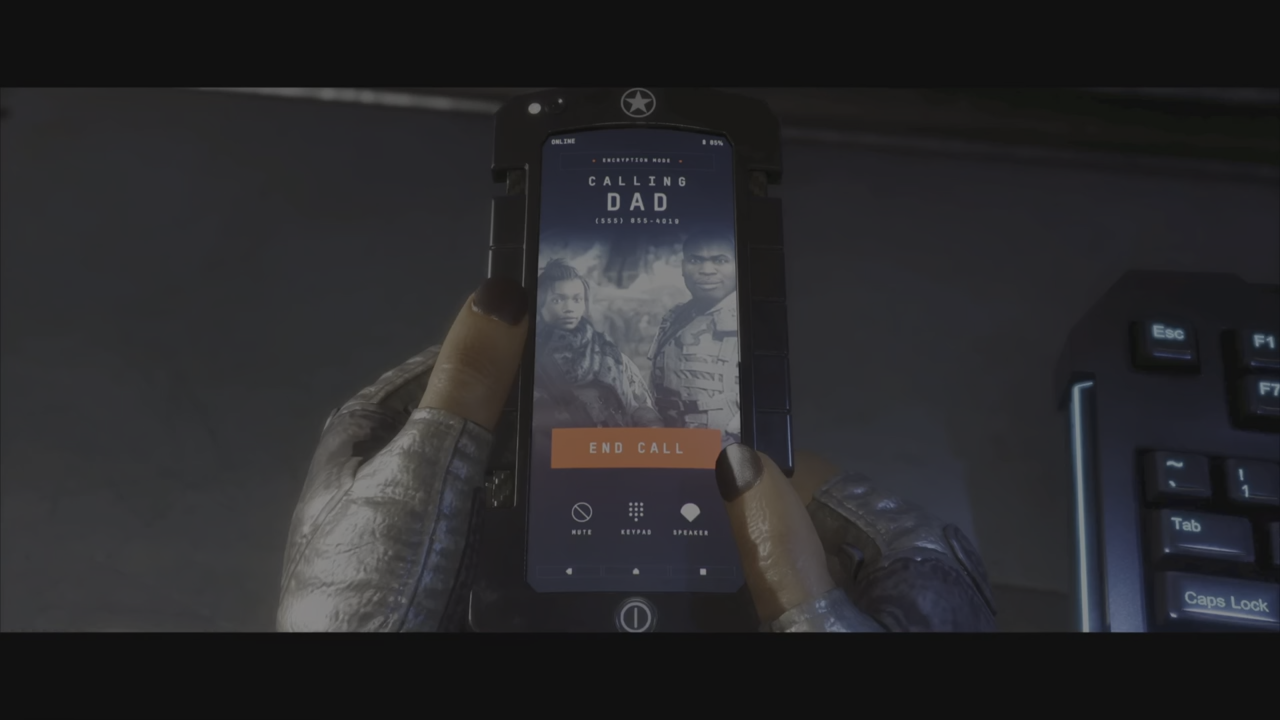 ONLINE
85%
ENCRYPTION MODE
CALLING
DAD
(555) 055-4010
END CALL
MUTE
KEYPAD
SPEAKER
Esc
F1
F7
~
`
!
1
Tab
Caps Lock